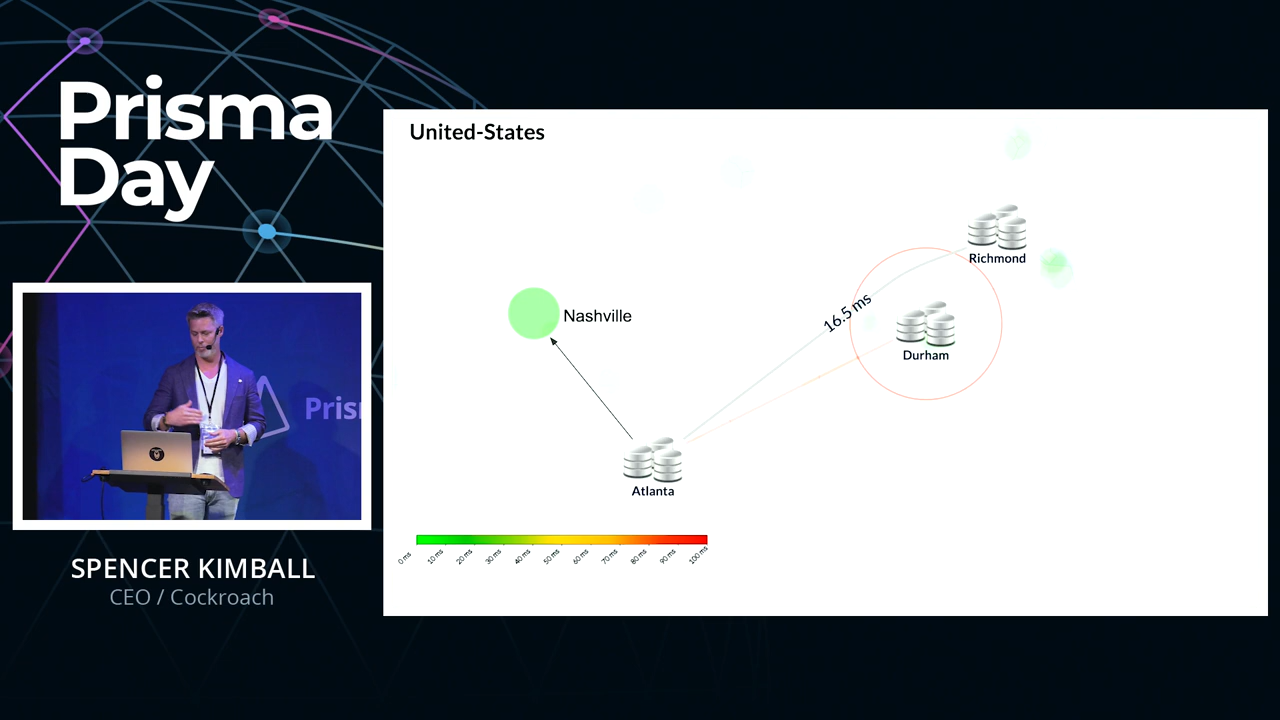 Prisma
Day
United-States
Richmond
16.5 ms
Durham
Nashville
Atlanta
0 ms
10 ms
20 ms
30 ms
40 ms
50 ms
60 ms
70 ms
80 ms
90 ms
100 ms
SPENCER KIMBALL
CEO / Cockroach